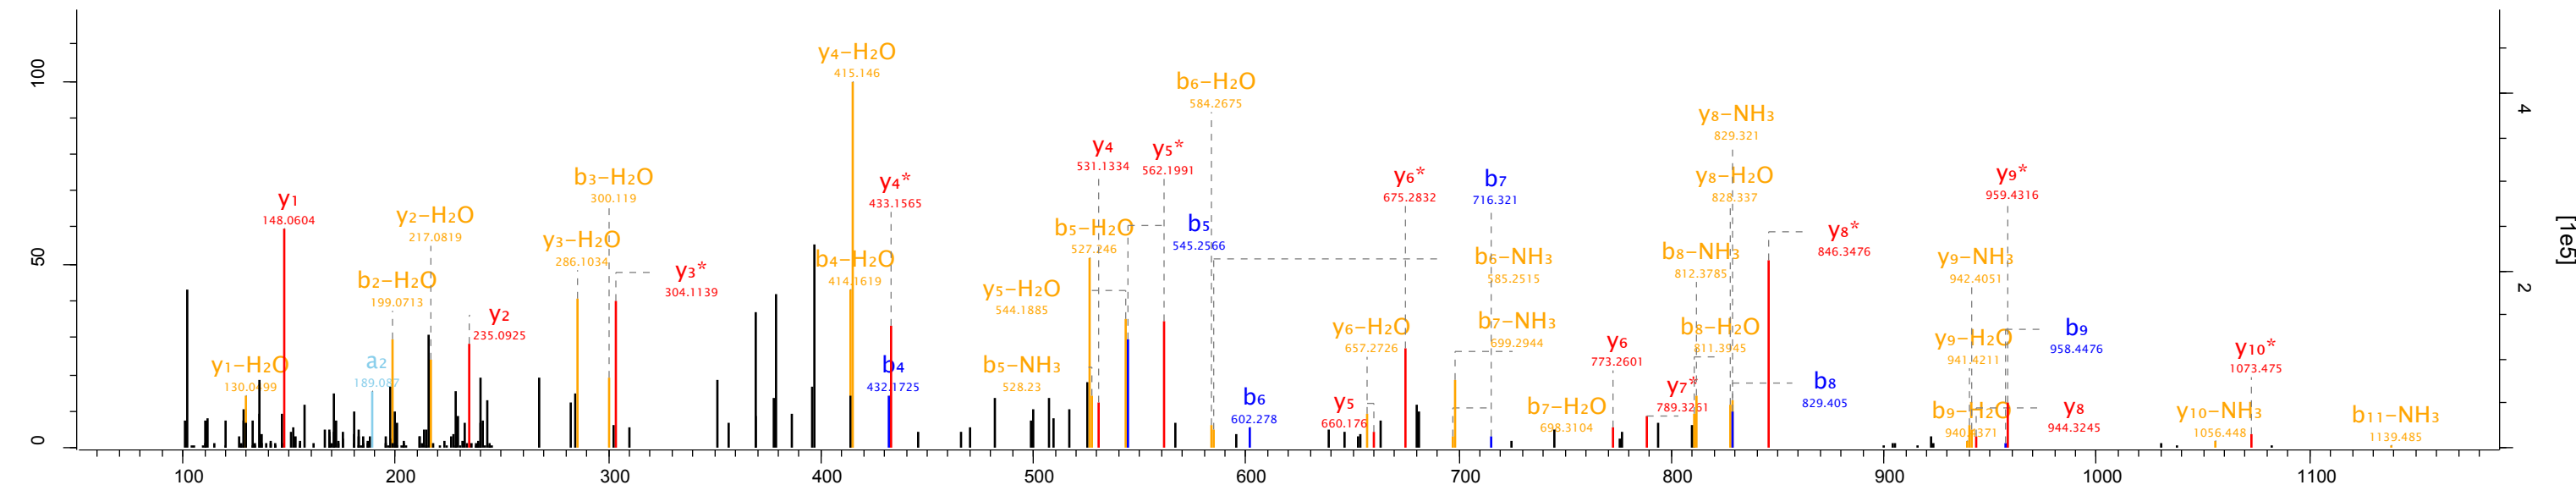 y4-H2O
415.146
b6-H2O
584.2675
y8-NH3
829.321
y4
531.1334
y5*
562.1991
b3-H2O
300.119
y4*
433.1565
y6*
675.2832
b7
716.321
y8-H2O
828.337
y9*
959.4316
y1
148.0604
y2-H2O
217.0819
b5-H2O
527.246
b5
545.2566
y8*
846.3476
y3-H2O
286.1034
b4-H2O
414.1619
b6-NH3
585.2515
b8-NH3
812.3785
y9-NH3
942.4051
b2-H2O
199.0713
y3*
304.1139
y5-H2O
544.1885
y2
235.0925
y6-H2O
657.2726
b7-NH3
699.2944
b8-H2O
811.3945
y9-H2O
941.4211
b9
958.4476
y1-H2O
130.0499
a2
189.087
b4
432.1725
b5-NH3
528.23
y6
773.2601
y10*
1073.475
b6
602.278
y5
660.176
b7-H2O
698.3104
y7*
789.3261
b8
829.405
b9-H2O
940.4371
y8
944.3245
y10-NH3
1056.448
b11-NH3
1139.485
100
50
0
4
2
[1e5]
100 200 300 400 500 600 700 800 900 1000 1100